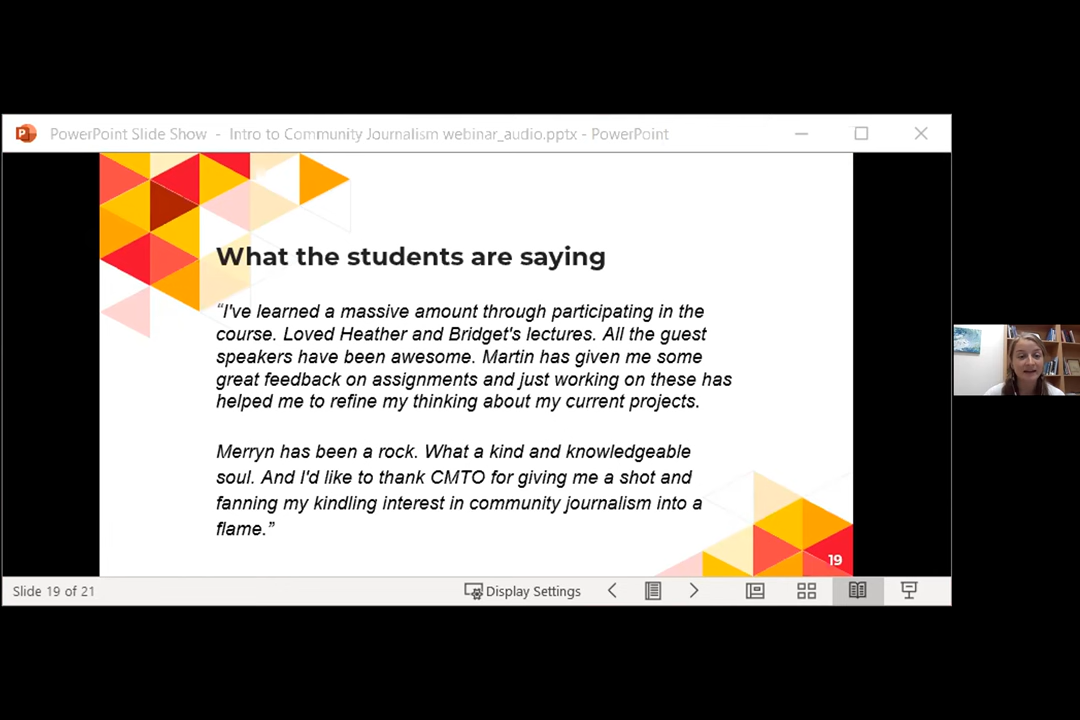 PowerPoint Slide Show - Intro to Community Journalism webinar_audio.pptx - PowerPoint
What the students are saying
“I've learned a massive amount through participating in the
course. Loved Heather and Bridget's lectures. All the guest
speakers have been awesome. Martin has given me some
great feedback on assignments and just working on these has
helped me to refine my thinking about my current projects.
Merryn has been a rock. What a kind and knowledgeable
soul. And I'd like to thank CMTO for giving me a shot and
fanning my kindling interest in community journalism into a
flame.”
19
Slide 19 of 21
Display Settings